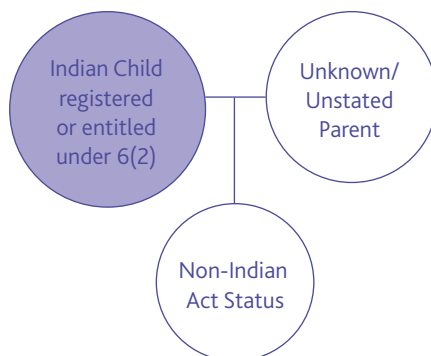 Indian Child
registered
or entitled
under 6(2)
Unknown/
Unstated
Parent
Non-Indian
Act Status